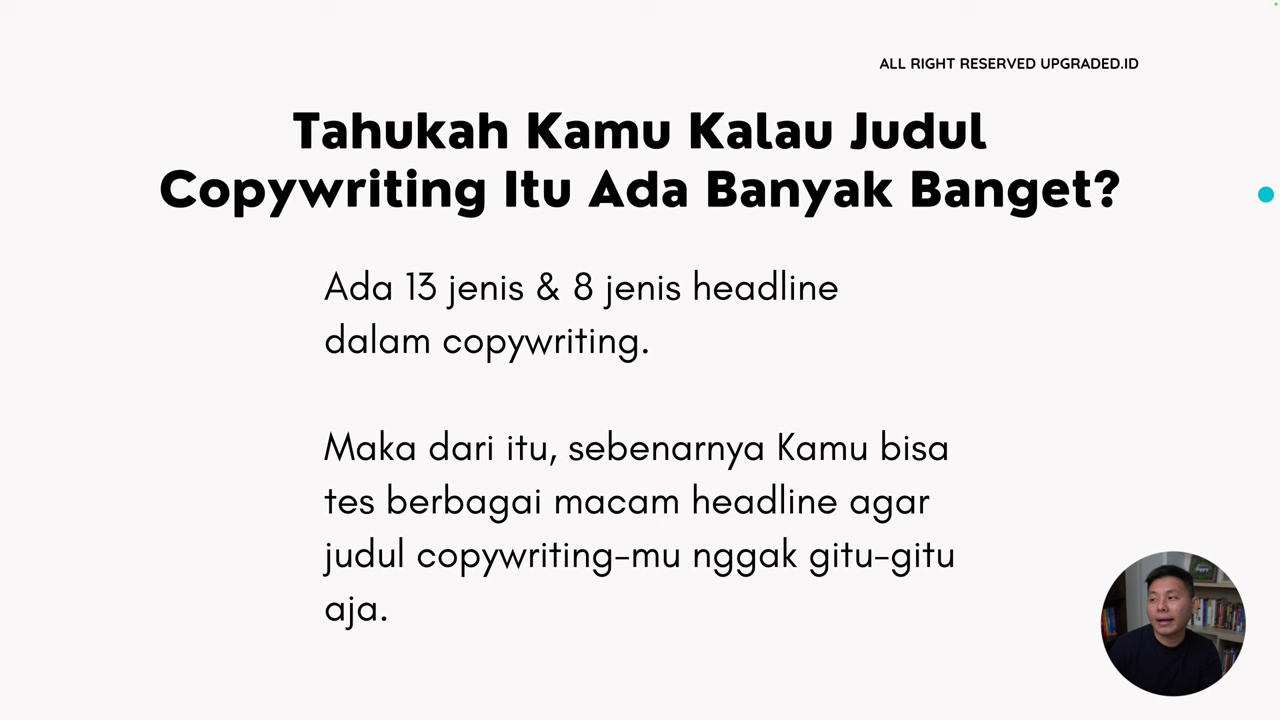 ALL RIGHT RESERVED UPGRADED.ID
Tahukah Kamu Kalau Judul
Copywriting Itu Ada Banyak Banget?
Ada 13 jenis & 8 jenis headline
dalam copywriting.
Maka dari itu, sebenarnya Kamu bisa
tes berbagai macam headline agar
judul copywriting-mu nggak gitu-gitu
aja.